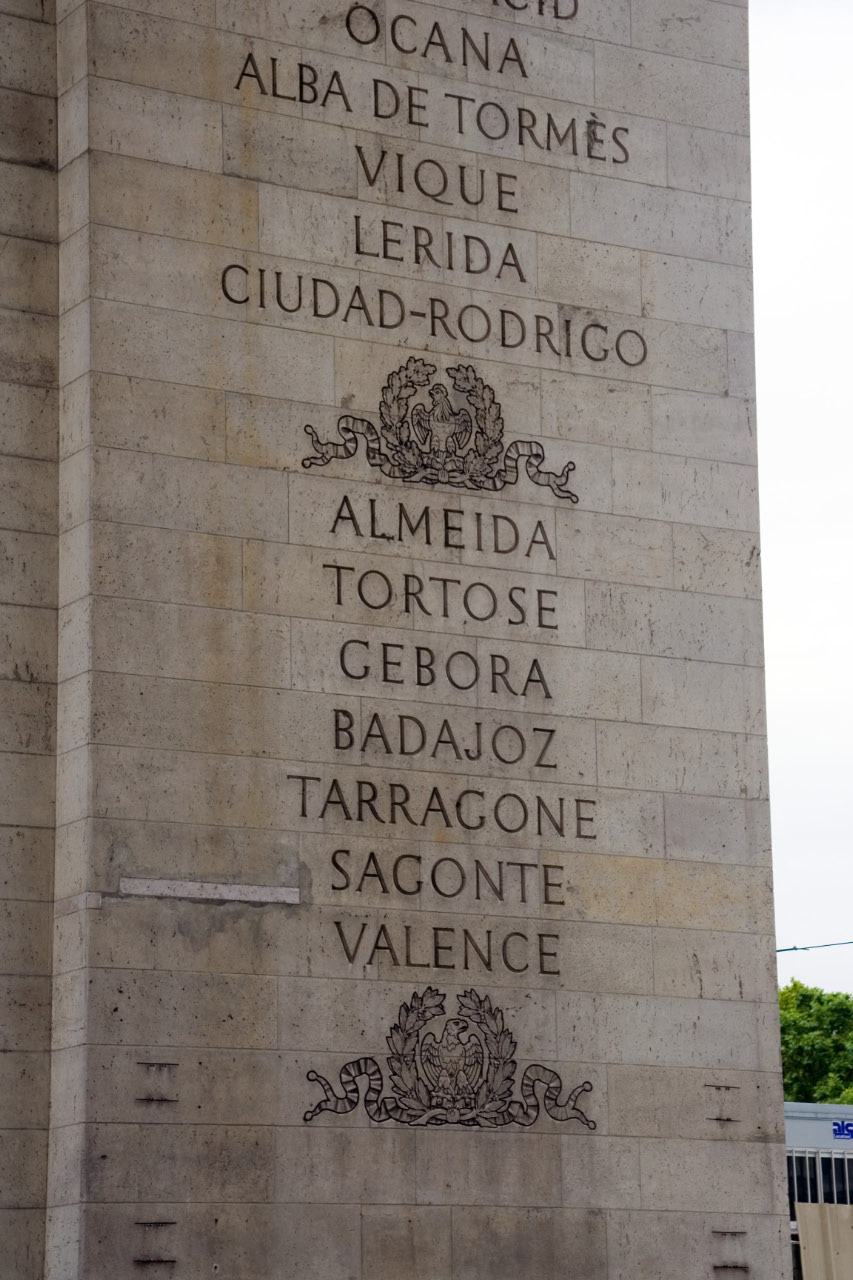 OCANA
ALBA DE TORMÈS
VIQUE
LERIDA
CIUDAD-RODRIGO
ALMEIDA
TORTOSE
GEBORA
BADAJOZ
TARRAGONE
SAGONTE
VALENCE